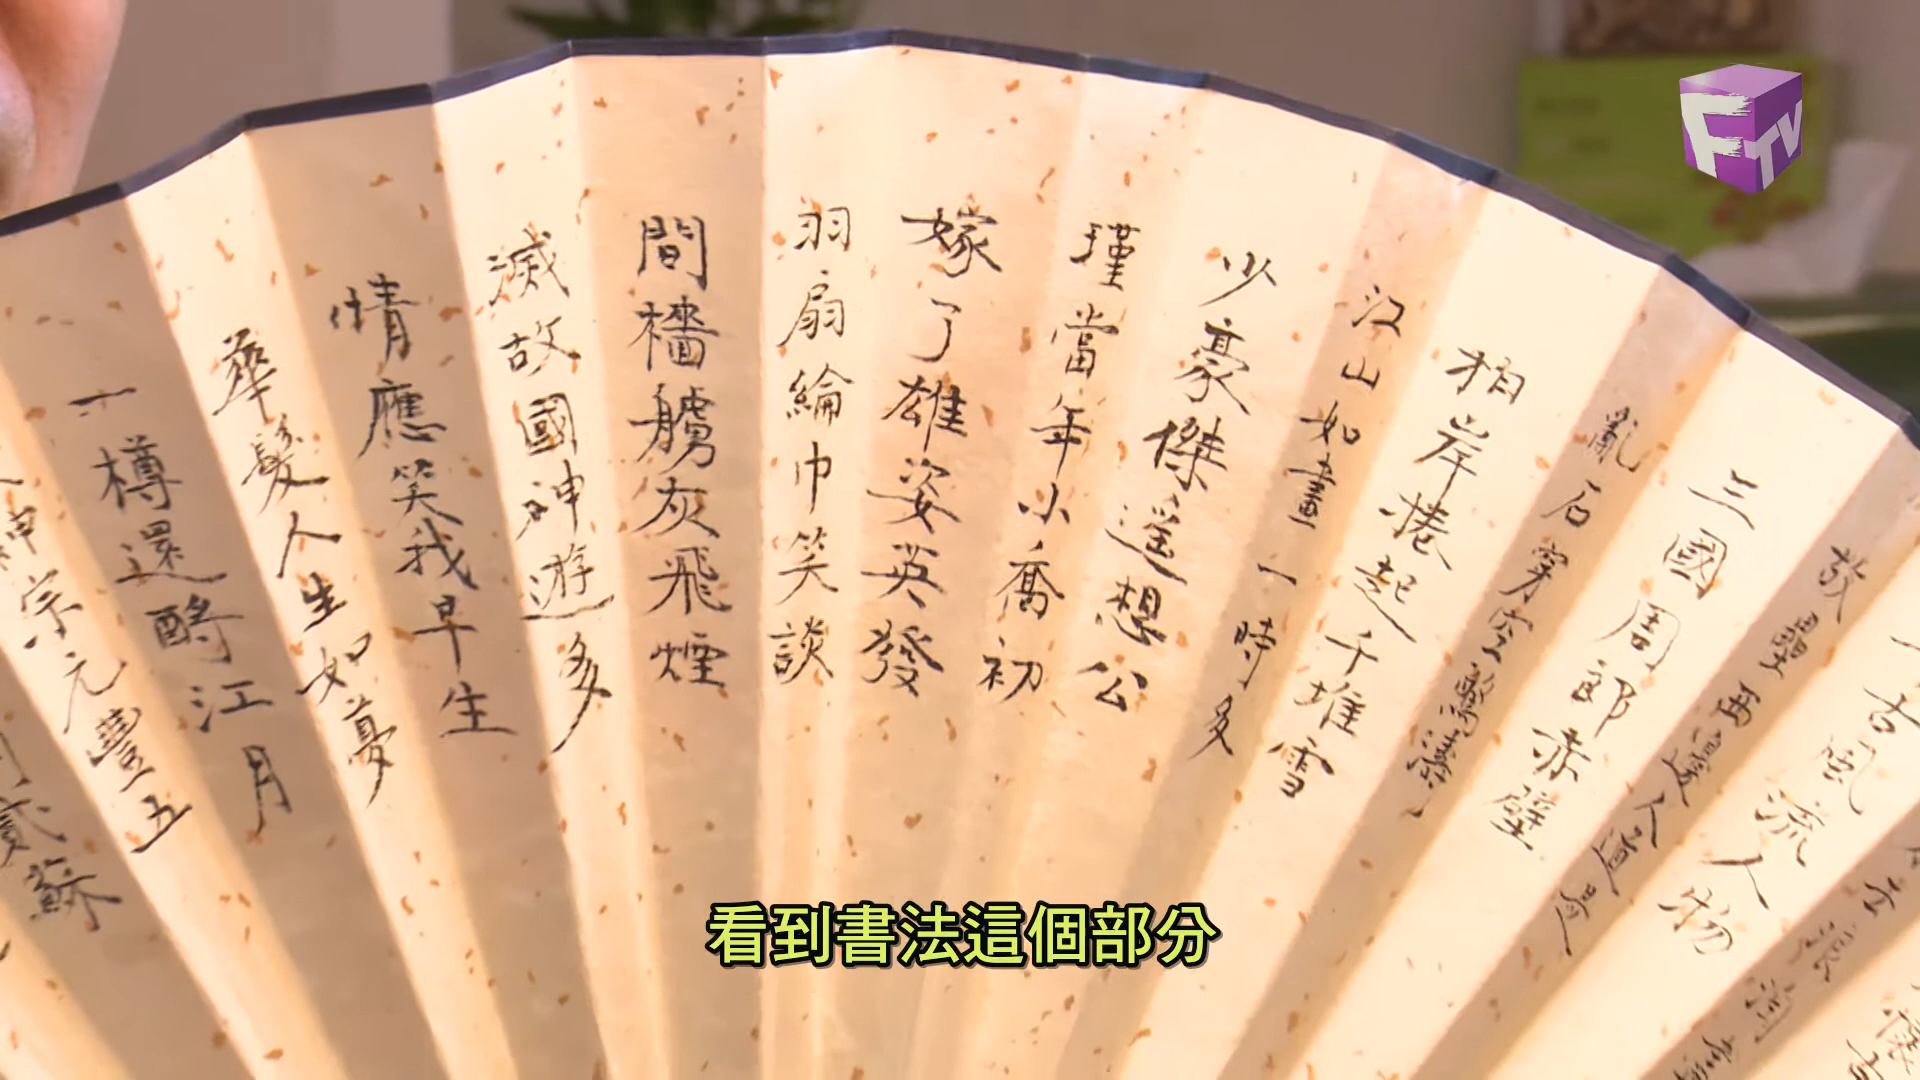 古風流人物
故壘西邊人道是
三國周郎赤壁
亂石穿空驚濤
拍岸捲起千堆雪
江山如畫一時多
少豪傑遙想公
瑾當年小喬初
嫁了雄姿英發
羽扇綸巾笑談
間檣艣灰飛煙
滅故國神遊多
情應笑我早生
華髮人生如夢
一樽還酹江月
神宗元豐五
貳蘇
FTV
看到書法這個部分